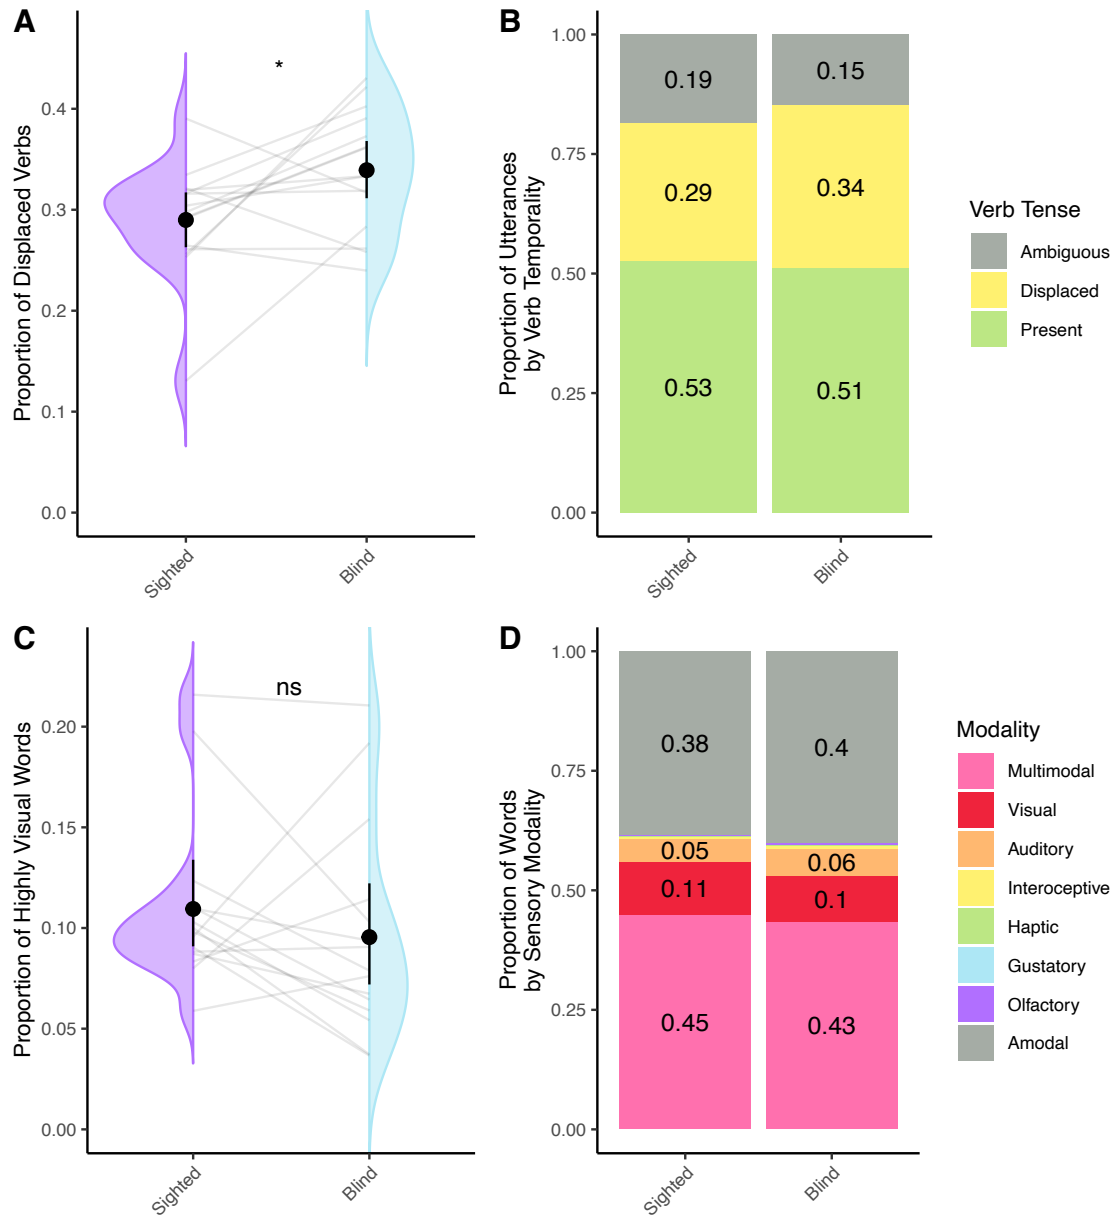 A
Proportion of Displaced Verbs
0.4
0.3
0.2
0.1
0.0
*
Sighted
Blind
B
Proportion of Utterances
by Verb Temporality
1.00
0.75
0.50
0.25
0.00
0.19
0.15
0.29
0.34
0.53
0.51
Sighted
Blind
Verb Tense
Ambiguous
Displaced
Present
C
Proportion of Highly Visual Words
0.20
0.15
0.10
0.05
0.00
ns
Sighted
Blind
D
Proportion of Words
by Sensory Modality
1.00
0.75
0.50
0.25
0.00
0.38
0.4
0.05
0.06
0.11
0.1
0.45
0.43
Sighted
Blind
Modality
Multimodal
Visual
Auditory
Interoceptive
Haptic
Gustatory
Olfactory
Amodal